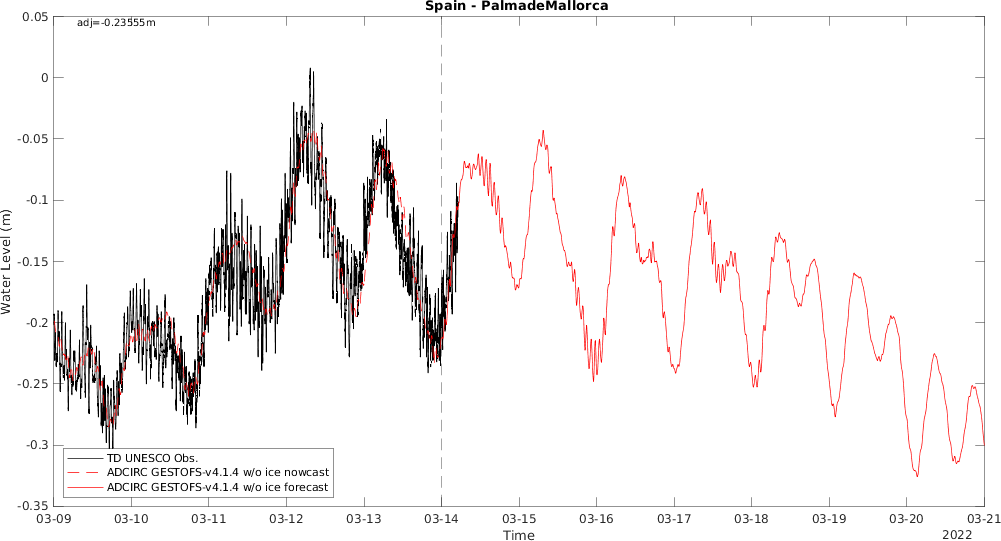 Spain - PalmadeMallorca
adj=-0.23555m
0.05
0
-0.05
-0.1
-0.15
-0.2
-0.25
-0.3
-0.35
Water Level (m)
TD UNESCO Obs.
ADCIRC GESTOFS-v4.1.4 w/o ice nowcast
ADCIRC GESTOFS-v4.1.4 w/o ice forecast
03-09 03-10 03-11 03-12 03-13 03-14 03-15 03-16 03-17 03-18 03-19 03-20 03-21
Time
2022